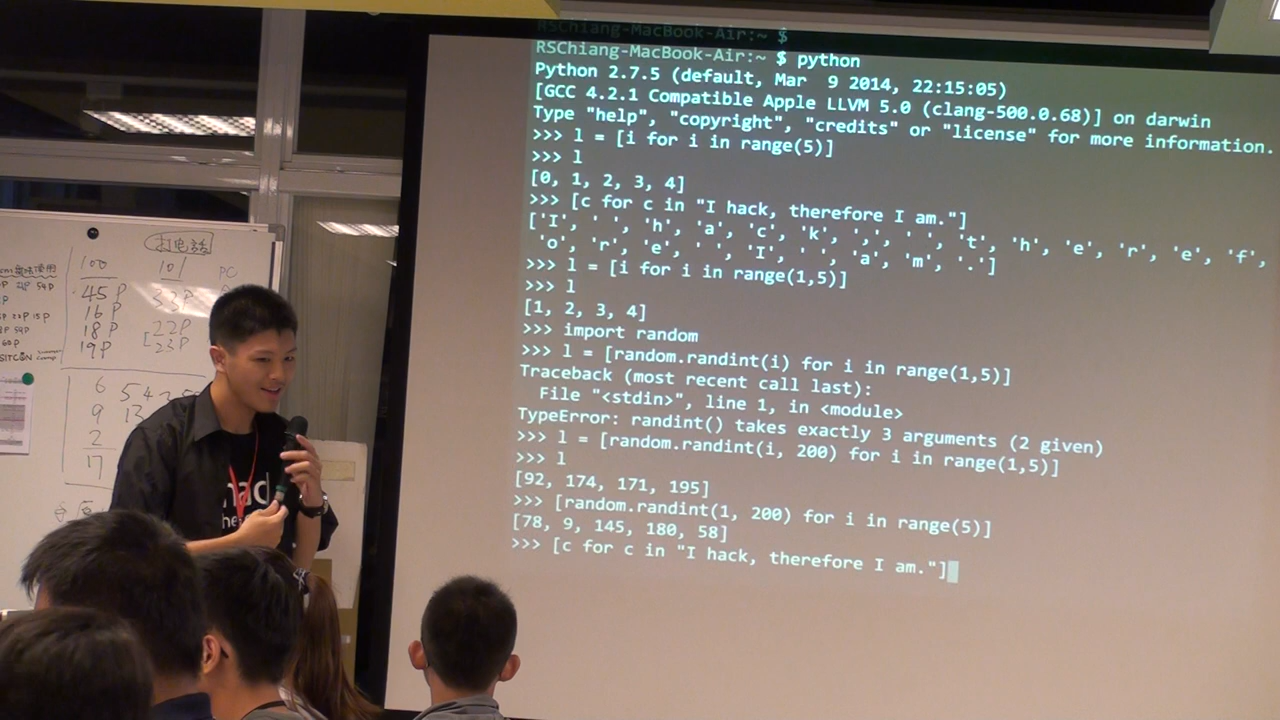 RSChiang-MacBook-Air:~ $
RSChiang-MacBook-Air:~ $ python
Python 2.7.5 (default, Mar  9 2014, 22:15:05)
[GCC 4.2.1 Compatible Apple LLVM 5.0 (clang-500.0.68)] on darwin
Type "help", "copyright", "credits" or "license" for more information.
>>> l = [i for i in range(5)]
>>> l
[0, 1, 2, 3, 4]
>>> [c for c in "I hack, therefore I am."]
['I', ' ', 'h', 'a', 'c', 'k', ',', ' ', 't', 'h', 'e', 'r', 'e', 'f',
 'o', 'r', 'e', ' ', 'I', ' ', 'a', 'm', '.']
>>> l = [i for i in range(1,5)]
>>> l
[1, 2, 3, 4]
>>> import random
>>> l = [random.randint(i) for i in range(1,5)]
Traceback (most recent call last):
  File "<stdin>", line 1, in <module>
TypeError: randint() takes exactly 3 arguments (2 given)
>>> l = [random.randint(i, 200) for i in range(1,5)]
>>> l
[92, 174, 171, 195]
>>> [random.randint(1, 200) for i in range(5)]
[78, 9, 145, 180, 58]
>>> [c for c in "I hack, therefore I am."]
打电話
100 101 PC
45P 53P
16P
18P 22P
19P [23P
SITCON
6
9
2
17